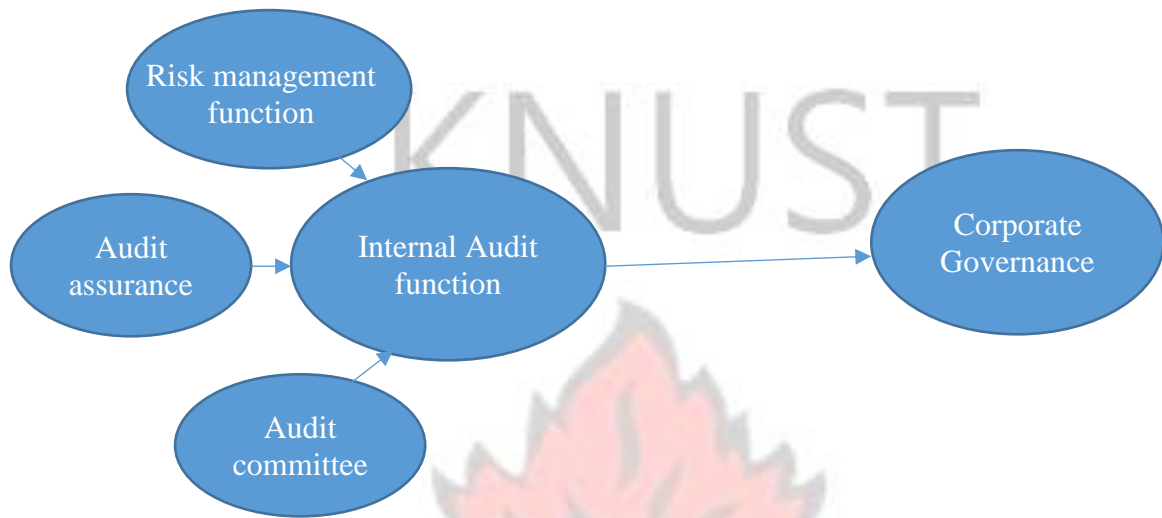 KNUST
Risk management
function
Audit
assurance
Internal Audit
function
Corporate
Governance
Audit
committee